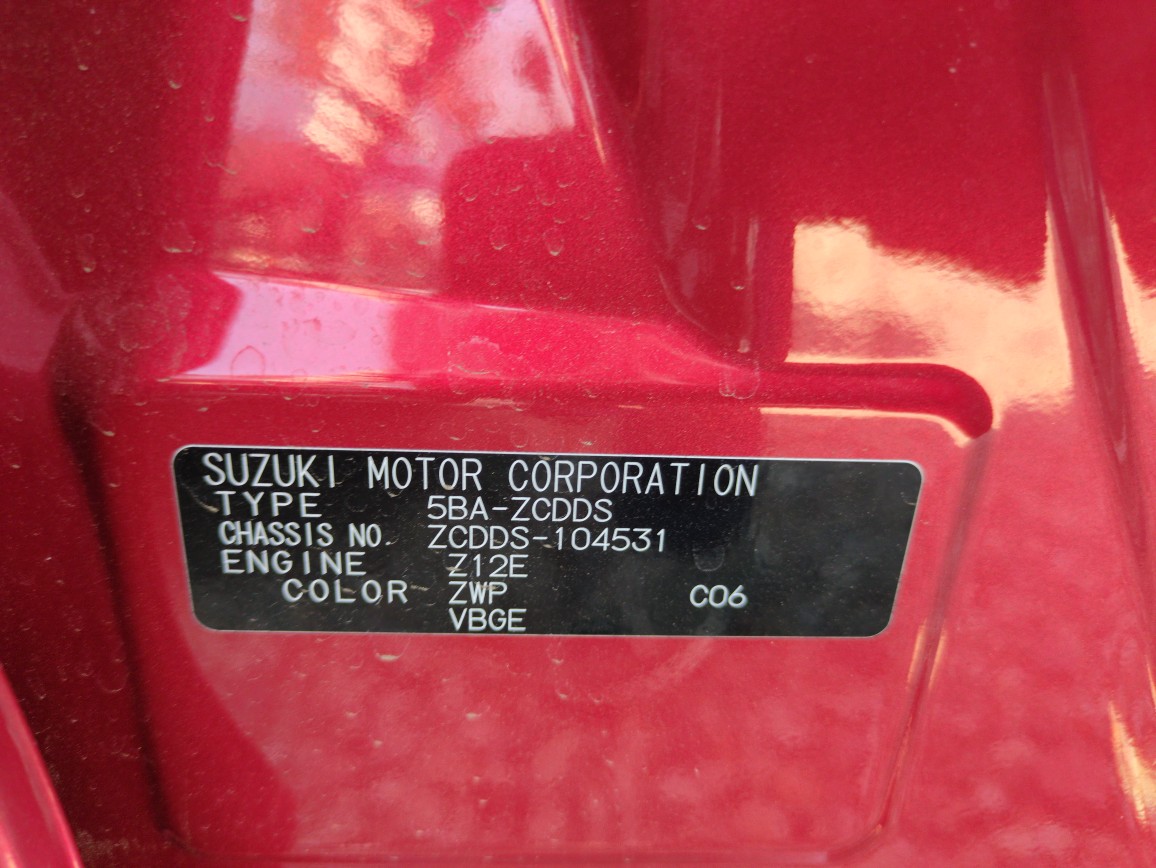 SUZUKI MOTOR CORPORATION
TYPE 5BA-ZCDDS
CHASSIS NO. ZCDDS-104531
ENGINE Z12E
COLOR ZWP C06
VBGE